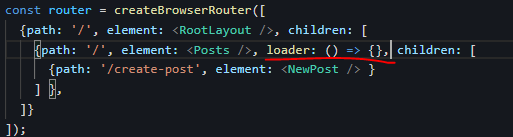 const router = createBrowserRouter([
{path: '/', element: <RootLayout />, children: [
{path: '/', element: <Posts />, loader: () => {}, children: [
{path: '/create-post', element: <NewPost /> }
] },
]}
]);